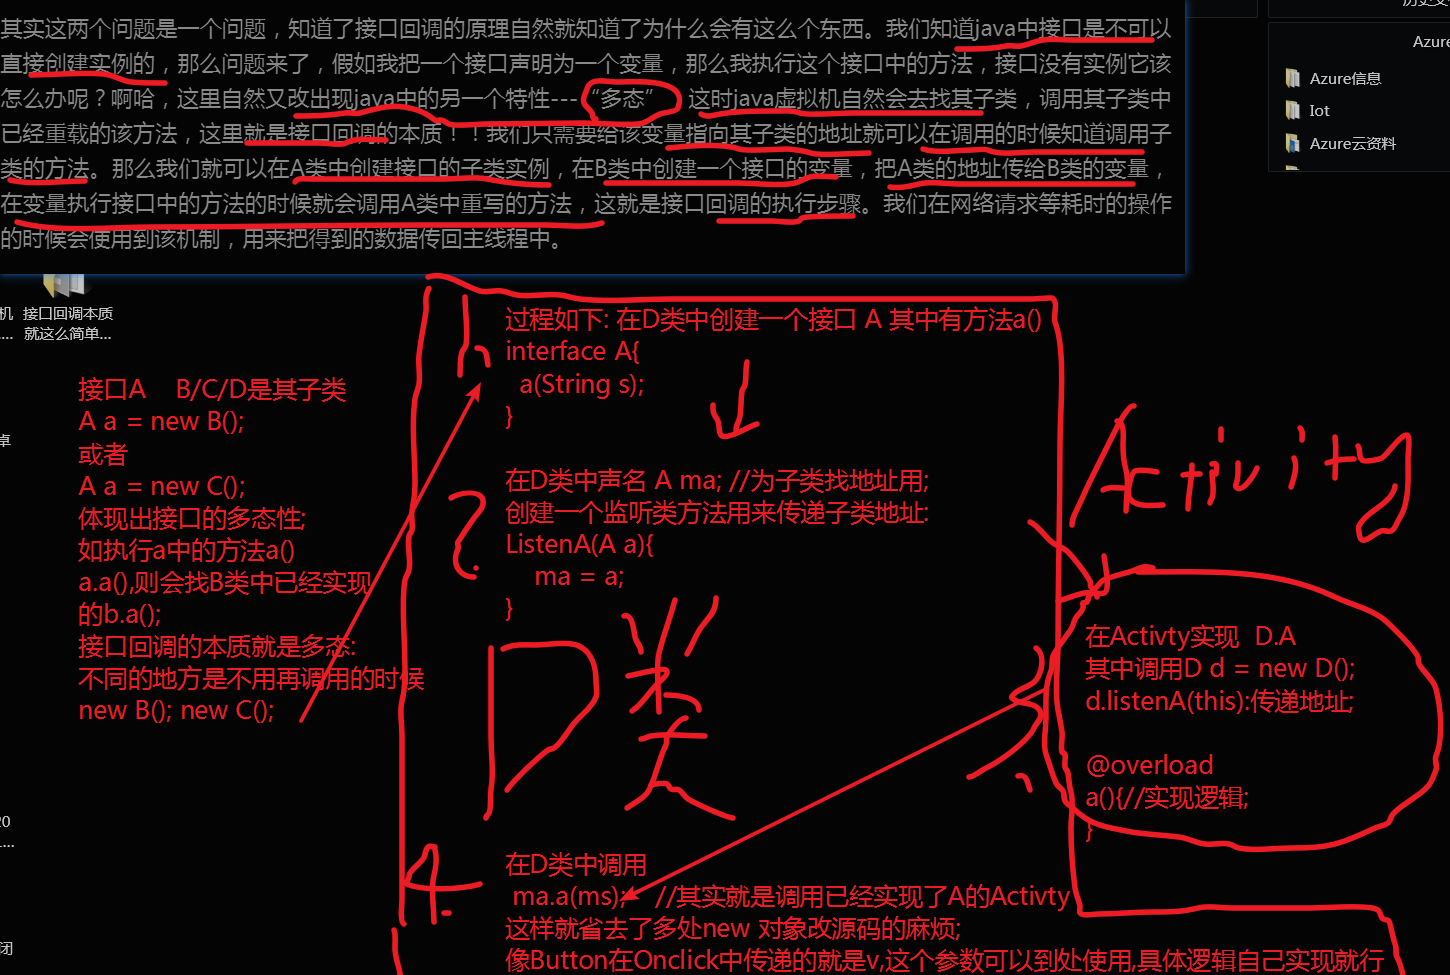 其实这两个问题是一个问题，知道了接口回调的原理自然就知道了为什么会有这么个东西。我们知道java中接口是不可以
直接创建实例的，那么问题来了，假如我把一个接口声明为一个变量，那么我执行这个接口中的方法，接口没有实例它该
怎么办呢？啊哈，这里自然又改出现java中的另一个特性---“多态” 这时java虚拟机自然会去找其子类，调用其子类中
已经重载的该方法，这里就是接口回调的本质！！我们只需要给该变量指向其子类的地址就可以在调用的时候知道调用子
类的方法。那么我们就可以在A类中创建接口的子类实例，在B类中创建一个接口的变量，把A类的地址传给B类的变量，
在变量执行接口中的方法的时候就会调用A类中重写的方法，这就是接口回调的执行步骤。我们在网络请求等耗时的操作
的时候会使用到该机制，用来把得到的数据传回主线程中。
Azure
Azure信息
Iot
Azure云资料
机
....
接口回调本质
就这么简单...
卓
20
...
闭
接口A B/C/D是其子类
A a = new B();
或者
A a = new C();
体现出接口的多态性;
如执行a中的方法a()
a.a(),则会找B类中已经实现
的b.a();
接口回调的本质就是多态:
不同的地方是不用再调用的时候
new B(); new C();
1.
过程如下: 在D类中创建一个接口 A 其中有方法a()
interface A{
a(String s);
}
2.
在D类中声名 A ma; //为子类找地址用;
创建一个监听类方法用来传递子类地址:
ListenA(A a){
ma = a;
}
D类
4.
在D类中调用
ma.a(ms); //其实就是调用已经实现了A的Activty
这样就省去了多处new 对象改源码的麻烦;
像Button在Onclick中传递的就是v,这个参数可以到处使用,具体逻辑自己实现就行
Activity
3.
在Activty实现 D.A
其中调用D d = new D();
d.listenA(this):传递地址;
@overload
a(){//实现逻辑;
}